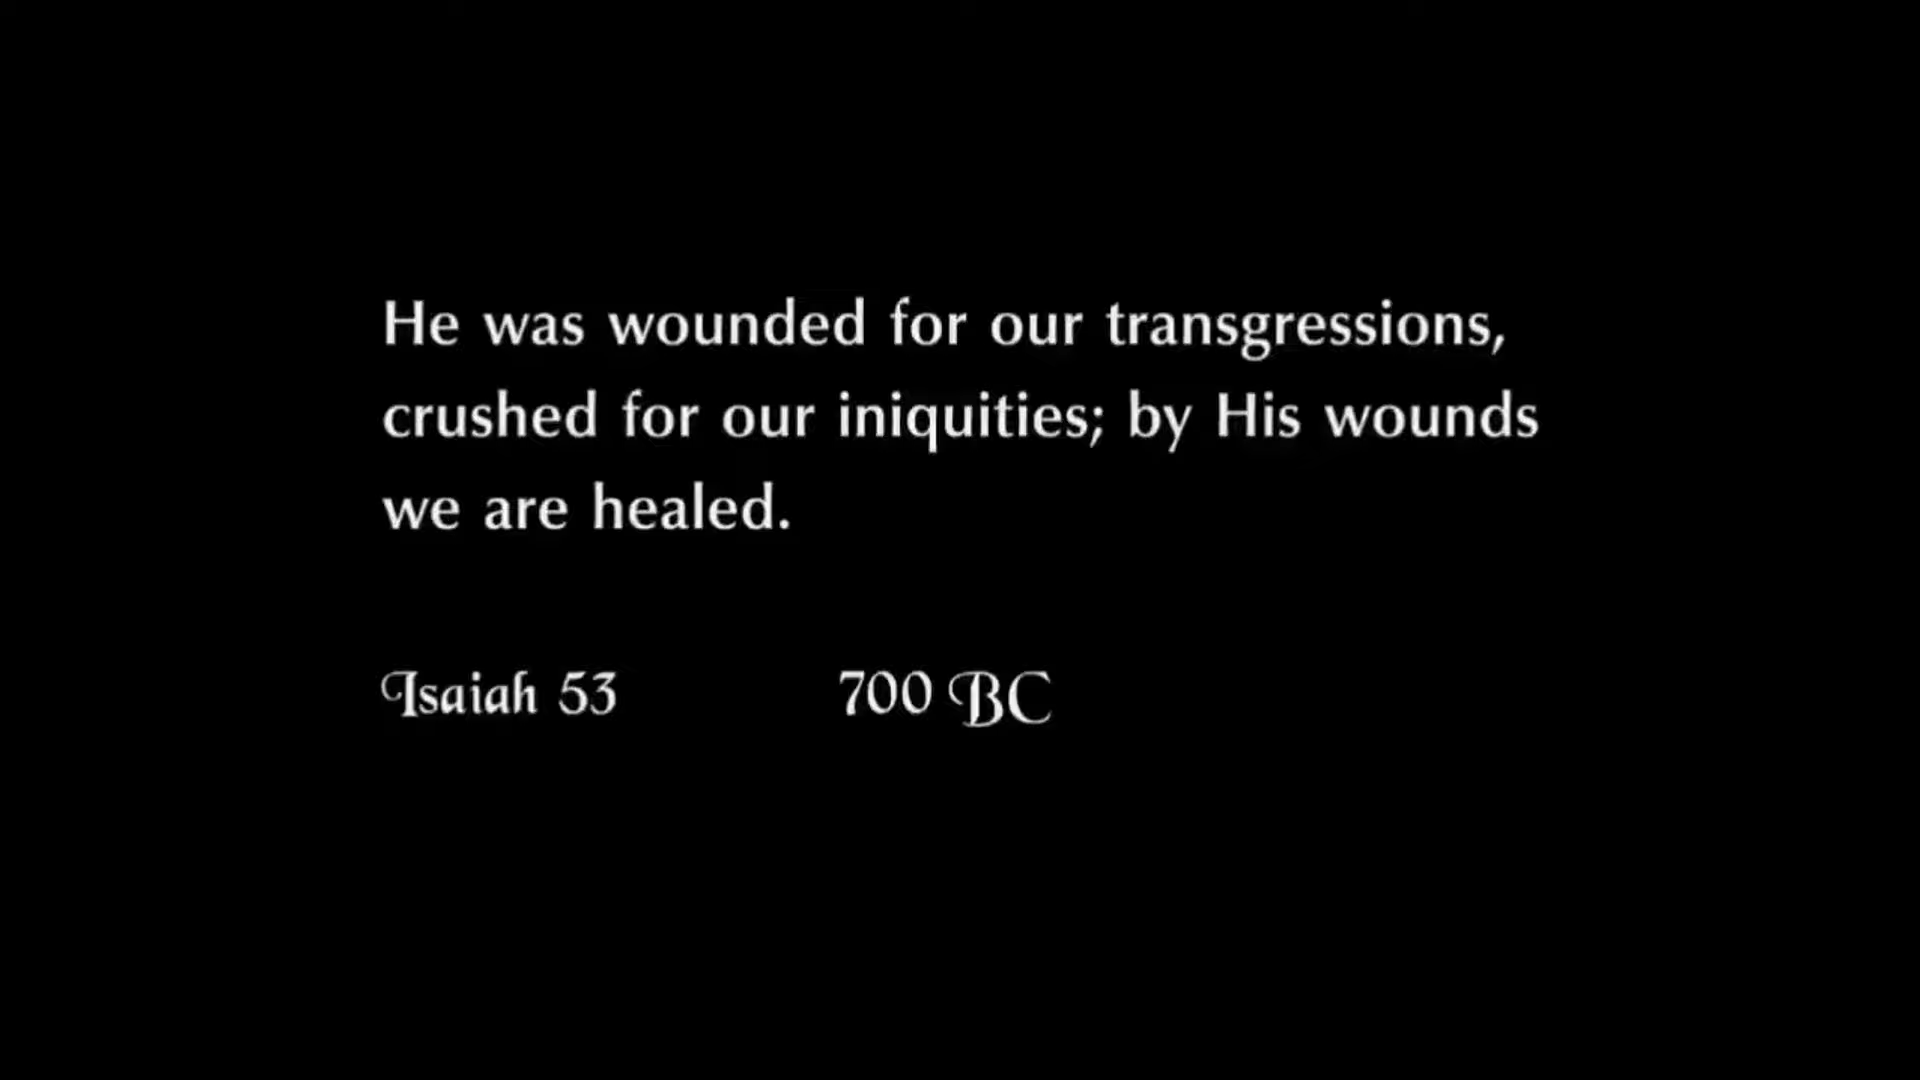 He was wounded for our transgressions,
crushed for our iniquities; by His wounds
we are healed.
Isaiah 53 700 BC